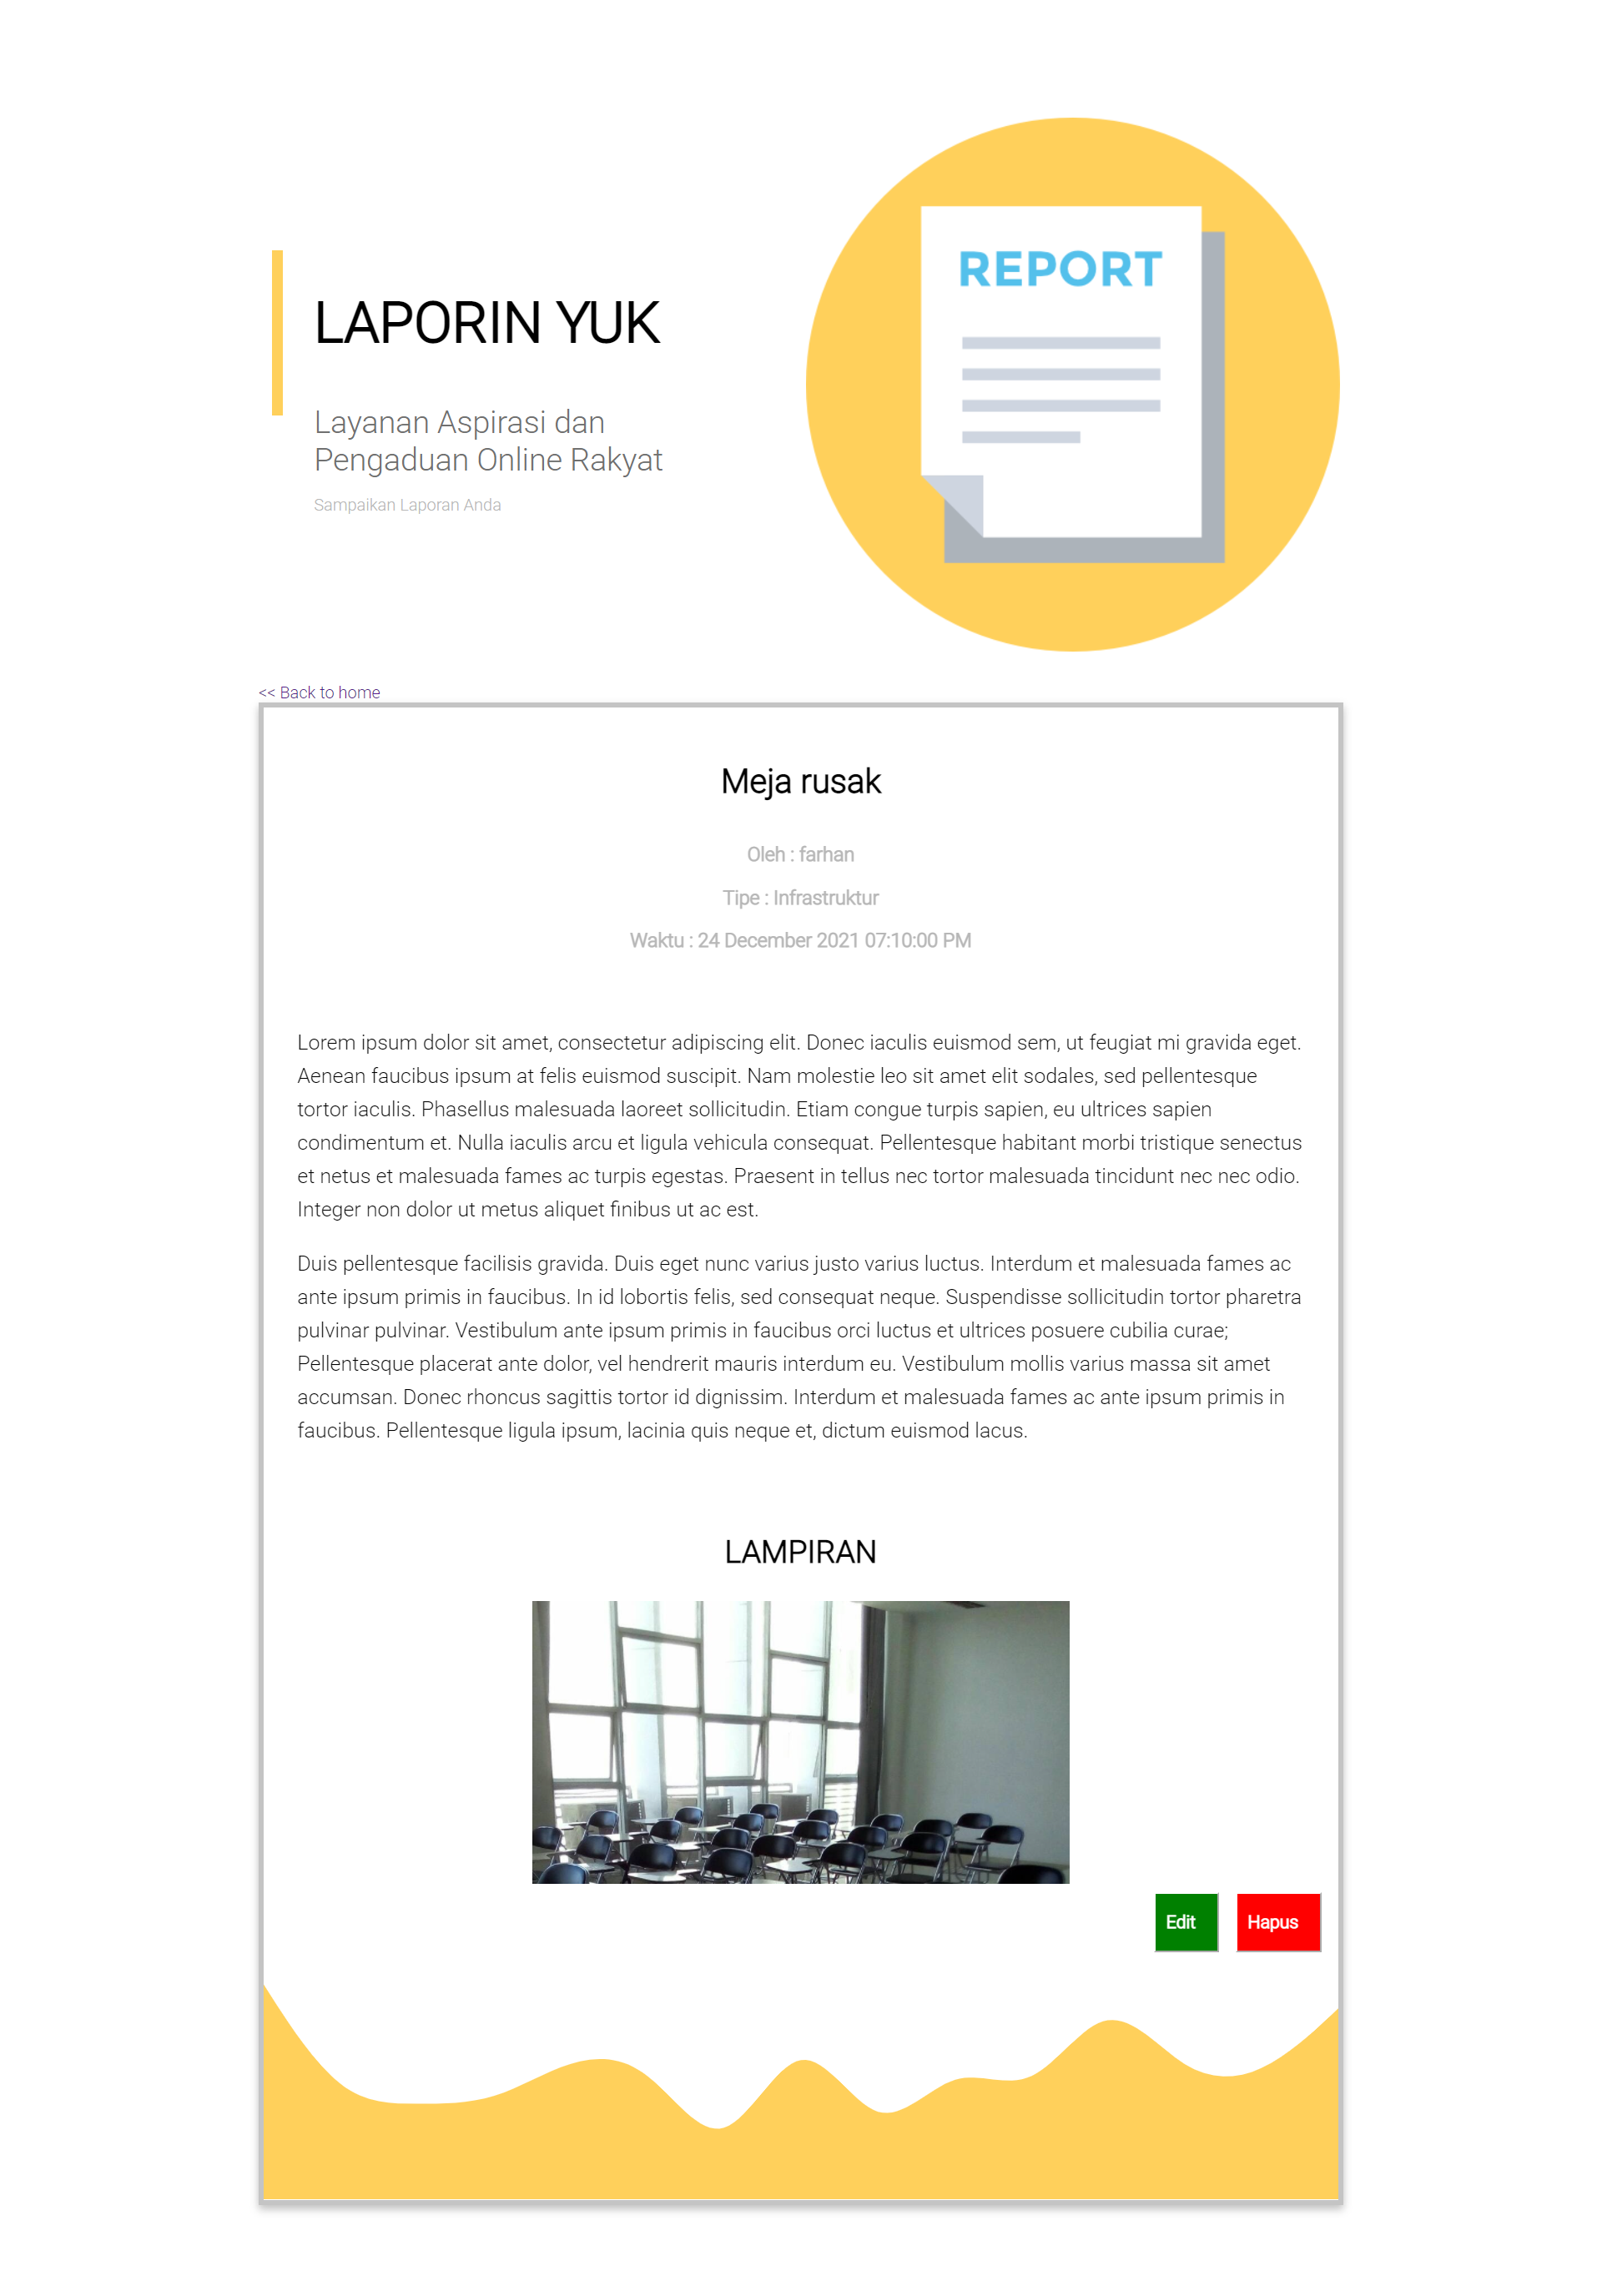 REPORT
LAPORIN YUK
Layanan Aspirasi dan
Pengaduan Online Rakyat
Sampaikan Laporan Anda
<< Back to home
Meja rusak
Oleh : farhan
Tipe : Infrastruktur
Waktu : 24 December 2021 07:10:00 PM
Lorem ipsum dolor sit amet, consectetur adipiscing elit. Donec iaculis euismod sem, ut feugiat mi gravida eget.
Aenean faucibus ipsum at felis euismod suscipit. Nam molestie leo sit amet elit sodales, sed pellentesque
tortor iaculis. Phasellus malesuada laoreet sollicitudin. Etiam congue turpis sapien, eu ultrices sapien
condimentum et. Nulla iaculis arcu et ligula vehicula consequat. Pellentesque habitant morbi tristique senectus
et netus et malesuada fames ac turpis egestas. Praesent in tellus nec tortor malesuada tincidunt nec nec odio.
Integer non dolor ut metus aliquet finibus ut ac est.
Duis pellentesque facilisis gravida. Duis eget nunc varius justo varius luctus. Interdum et malesuada fames ac
ante ipsum primis in faucibus. In id lobortis felis, sed consequat neque. Suspendisse sollicitudin tortor pharetra
pulvinar pulvinar. Vestibulum ante ipsum primis in faucibus orci luctus et ultrices posuere cubilia curae;
Pellentesque placerat ante dolor, vel hendrerit mauris interdum eu. Vestibulum mollis varius massa sit amet
accumsan. Donec rhoncus sagittis tortor id dignissim. Interdum et malesuada fames ac ante ipsum primis in
faucibus. Pellentesque ligula ipsum, lacinia quis neque et, dictum euismod lacus.
LAMPIRAN
Edit
Hapus